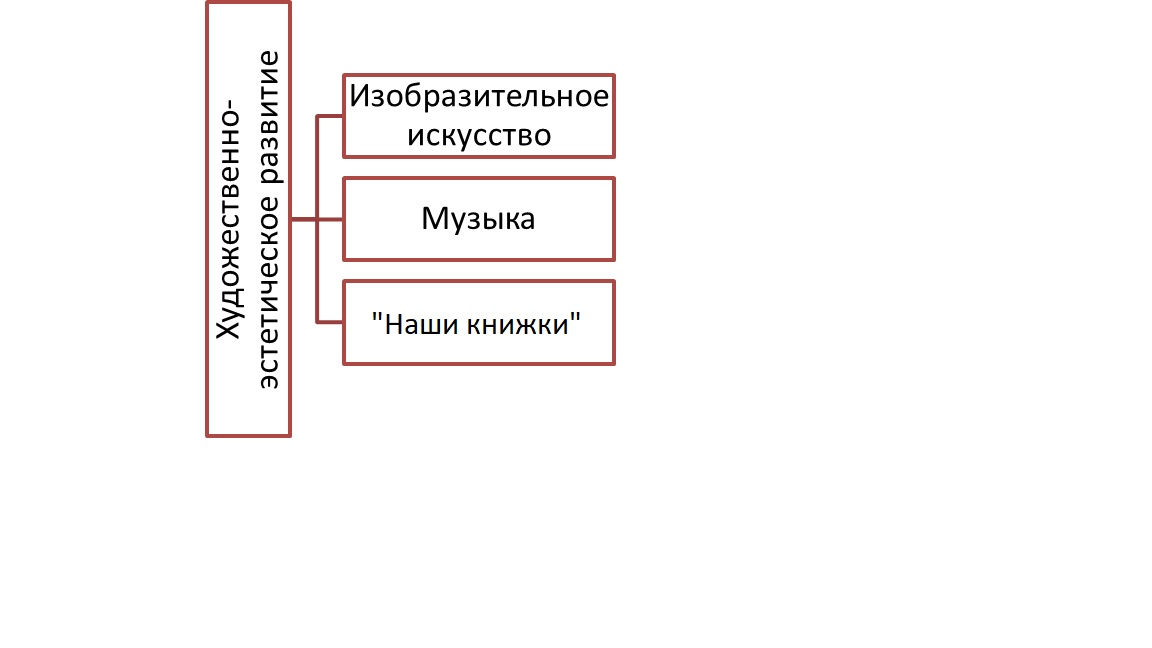 Художественно-
эстетическое развитие
Изобразительное
искусство
Музыка
"Наши книжки"